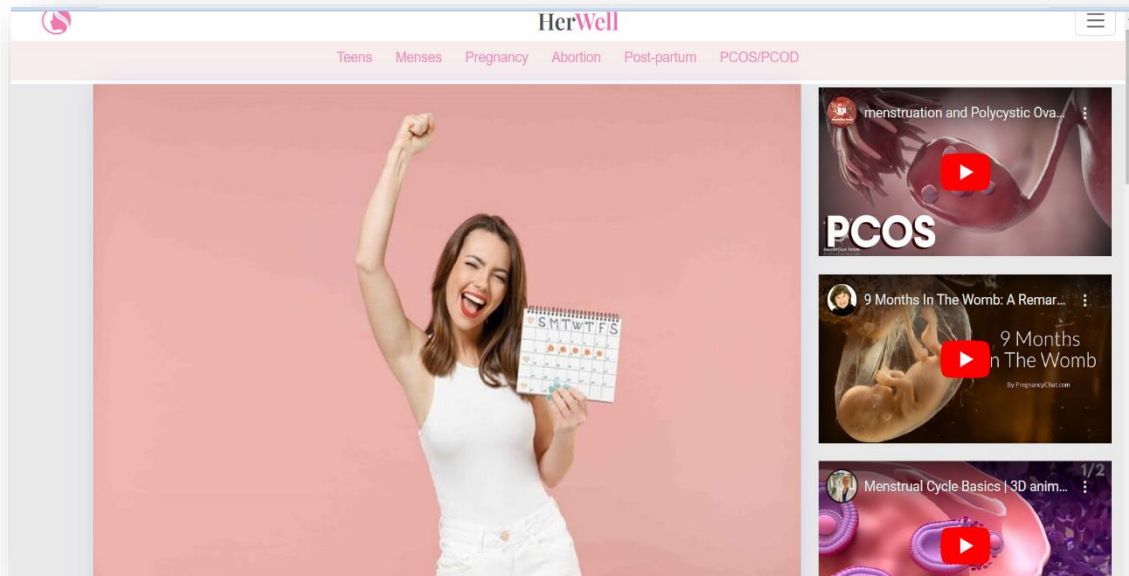 HerWell
Teens Menses Pregnancy Abortion Post-partum PCOS/PCOD
menstruation and Polycystic Ova...
PCOS
S M T W T F S
9 Months In The Womb: A Remar...
9 Months
In The Womb
By PregnancyChat.com
Menstrual Cycle Basics | 3D anim...
1/2